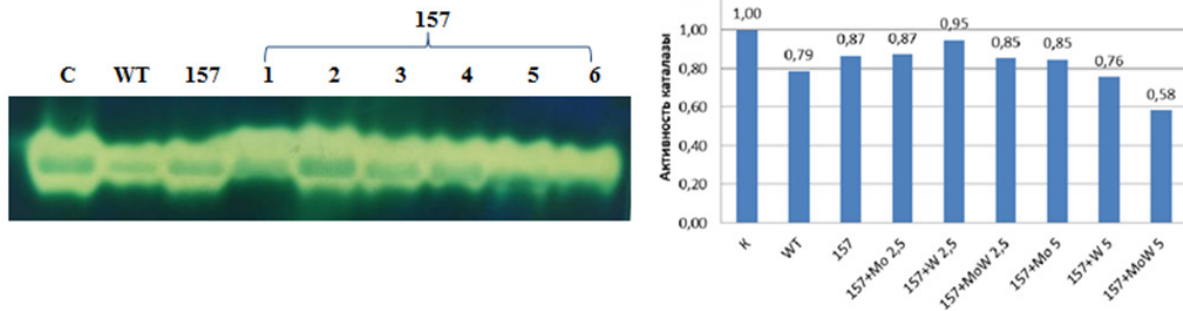 157
C WT 157 1 2 3 4 5 6
Активность каталазы
1,00
0,80
0,60
0,40
0,20
0,00
1,00
0,79
0,87
0,87
0,95
0,85
0,85
0,76
0,58
К
WT
157
157+Mo 2,5
157+W 2,5
157+MoW 2,5
157+Mo 5
157+W 5
157+MoW 5